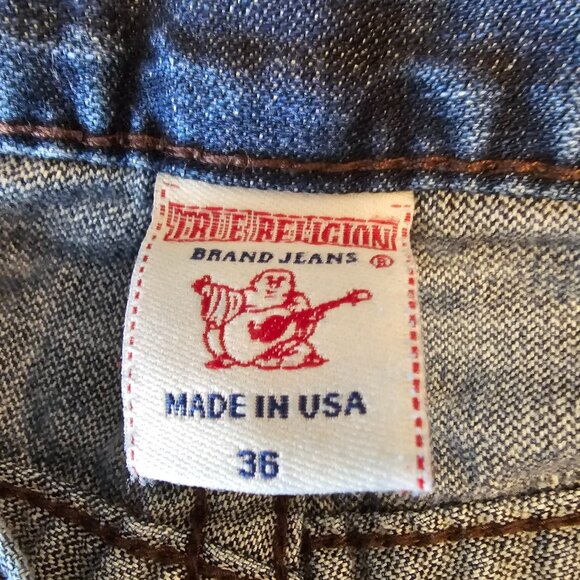 TRUE RELIGION
BRAND JEANS ®
MADE IN USA
36